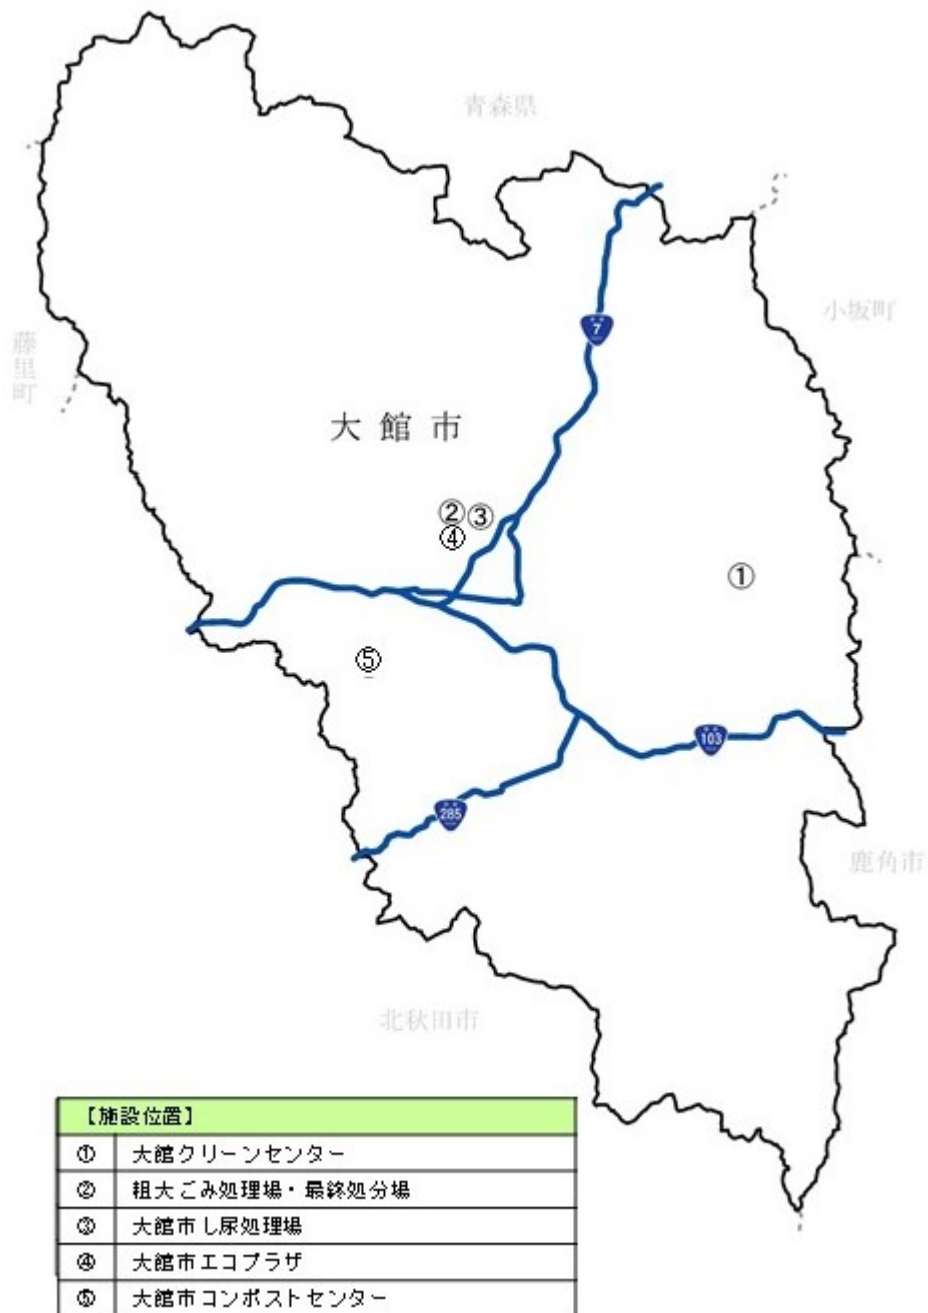 青森県
小坂町
7
藤里町
大館市
② ③
④
①
⑤
103
285
鹿角市
北秋田市
【施設位置】
① 大館クリーンセンター
② 粗大ごみ処理場・最終処分場
③ 大館市し尿処理場
④ 大館市エコプラザ
⑤ 大館市コンポストセンター